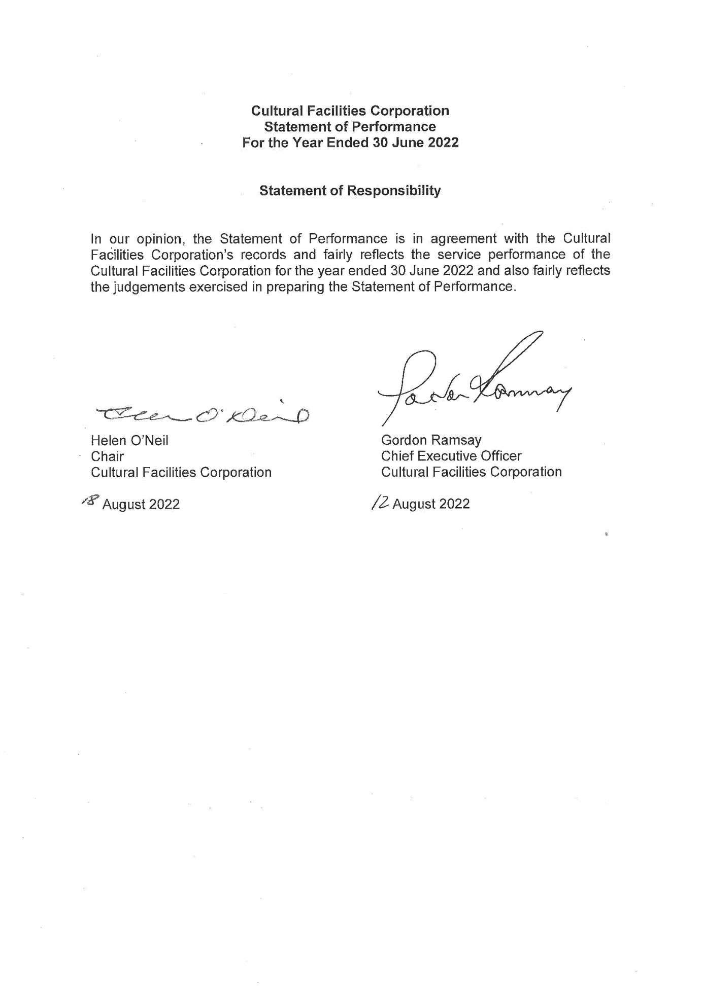 Cultural Facilities Corporation
Statement of Performance
For the Year Ended 30 June 2022
Statement of Responsibility
In our opinion, the Statement of Performance is in agreement with the Cultural
Facilities Corporation's records and fairly reflects the service performance of the
Cultural Facilities Corporation for the year ended 30 June 2022 and also fairly reflects
the judgements exercised in preparing the Statement of Performance.
Helen O'Neil
Gordon Ramsay
Helen O'Neil
Chair
Cultural Facilities Corporation
18 August 2022
Gordon Ramsay
Chief Executive Officer
Cultural Facilities Corporation
12 August 2022